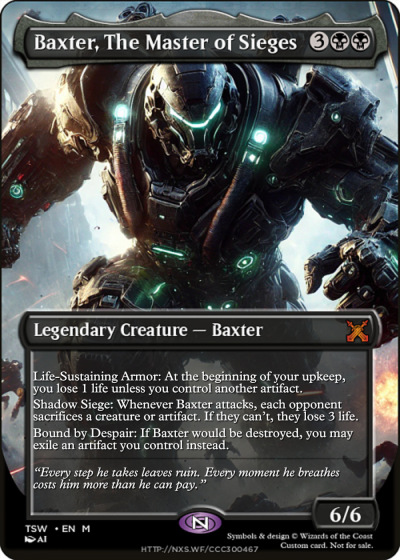 Baxter, The Master of Sieges 3
Legendary Creature — Baxter
Life-Sustaining Armor: At the beginning of your upkeep,
you lose 1 life unless you control another artifact.
Shadow Siege: Whenever Baxter attacks, each opponent
sacrifices a creature or artifact. If they can't, they lose 3 life.
Bound by Despair: If Baxter would be destroyed, you may
exile an artifact you control instead.
“Every step he takes leaves ruin. Every moment he breathes
costs him more than he can pay.”
6/6
TSW • EN M
AI
N
Symbols & design © Wizards of the Coast
Custom card. Not for sale.
HTTP://NXS.WF/CCC300467